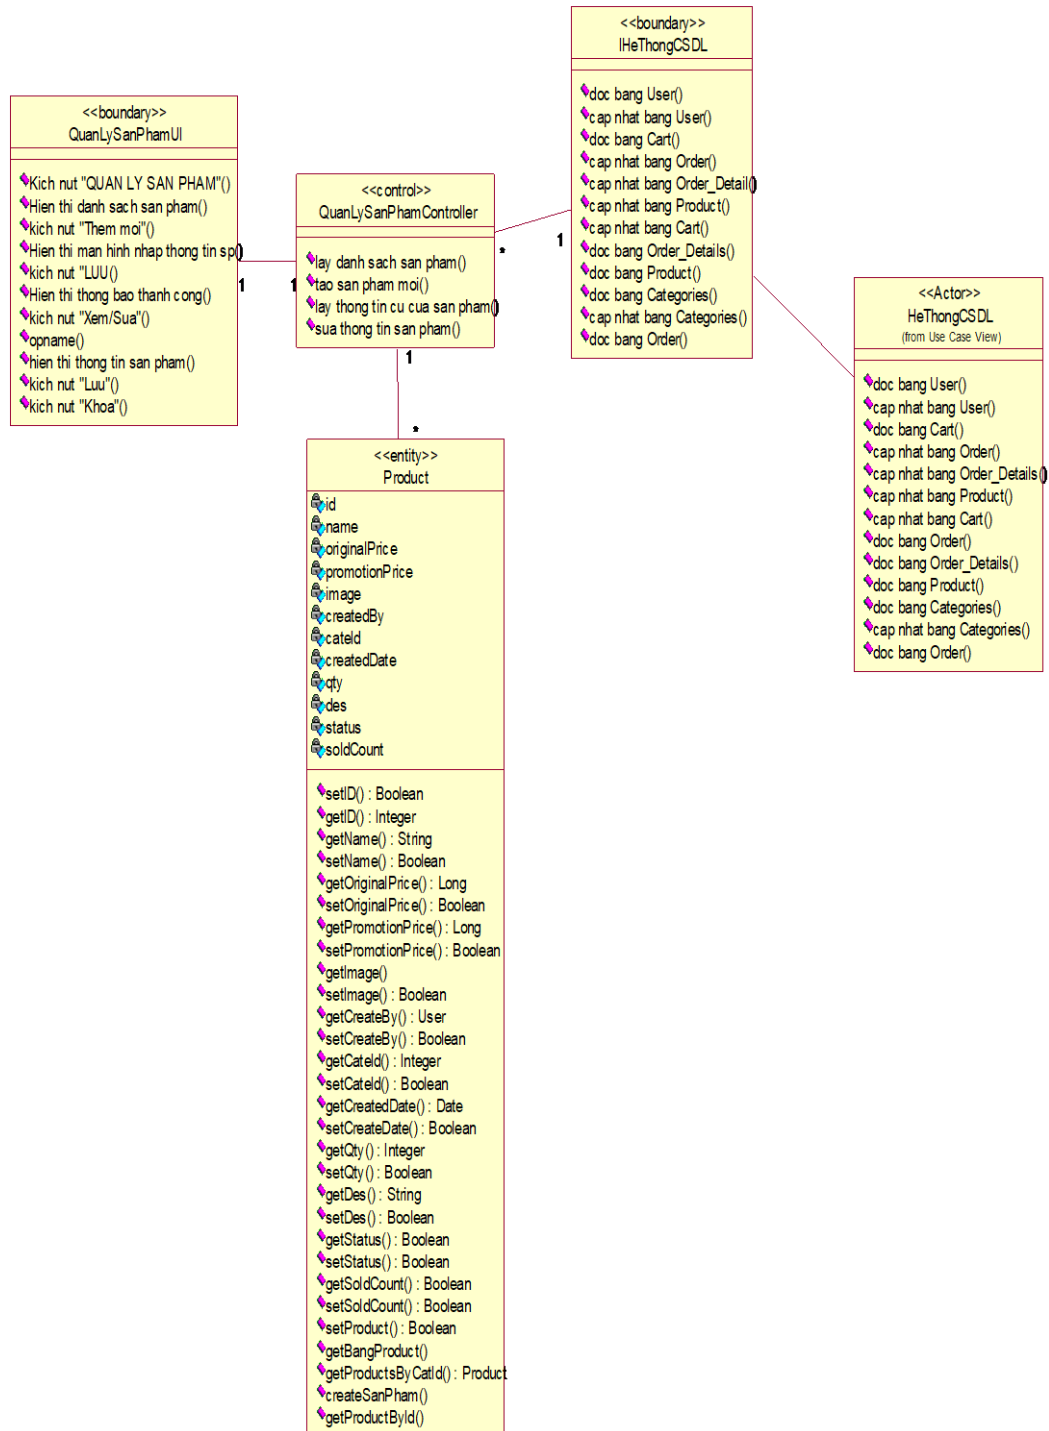 <<boundary>>
QuanLySanPhamUI
Kich nut "QUAN LY SAN PHAM"()
Hien thi danh sach san pham()
kich nut "Them moi"()
Hien thi man hinh nhap thong tin sp()
kich nut "LUU()
Hien thi thong bao thanh cong()
kich nut "Xem/Sua"()
opname()
hien thi thong tin san pham()
kich nut "Luu"()
kich nut "Khoa"()
1
1
<<control>>
QuanLySanPhamController
lay danh sach san pham()
tao san pham moi()
lay thong tin cu cua san pham()
sua thong tin san pham()
*
1
1
*
<<boundary>>
IHeThongCSDL
doc bang User()
cap nhat bang User()
doc bang Cart()
cap nhat bang Order()
cap nhat bang Order_Detail()
cap nhat bang Product()
cap nhat bang Cart()
doc bang Order_Details()
doc bang Product()
doc bang Categories()
cap nhat bang Categories()
doc bang Order()
<<Actor>>
HeThongCSDL
(from Use Case View)
doc bang User()
cap nhat bang User()
doc bang Cart()
cap nhat bang Order()
cap nhat bang Order_Details()
cap nhat bang Product()
cap nhat bang Cart()
doc bang Order()
doc bang Order_Details()
doc bang Product()
doc bang Categories()
cap nhat bang Categories()
doc bang Order()
<<entity>>
Product
id
name
originalPrice
promotionPrice
image
createdBy
cateId
createdDate
qty
des
status
soldCount
setID() : Boolean
getID() : Integer
getName() : String
setName() : Boolean
getOriginalPrice() : Long
setOriginalPrice() : Boolean
getPromotionPrice() : Long
setPromotionPrice() : Boolean
getImage()
setImage() : Boolean
getCreateBy() : User
setCreateBy() : Boolean
getCateId() : Integer
setCateId() : Boolean
getCreatedDate() : Date
setCreateDate() : Boolean
getQty() : Integer
setQty() : Boolean
getDes() : String
setDes() : Boolean
getStatus() : Boolean
setStatus() : Boolean
getSoldCount() : Boolean
setSoldCount() : Boolean
setProduct() : Boolean
getBangProduct()
getProductsByCatId() : Product
createSanPham()
getProductById()